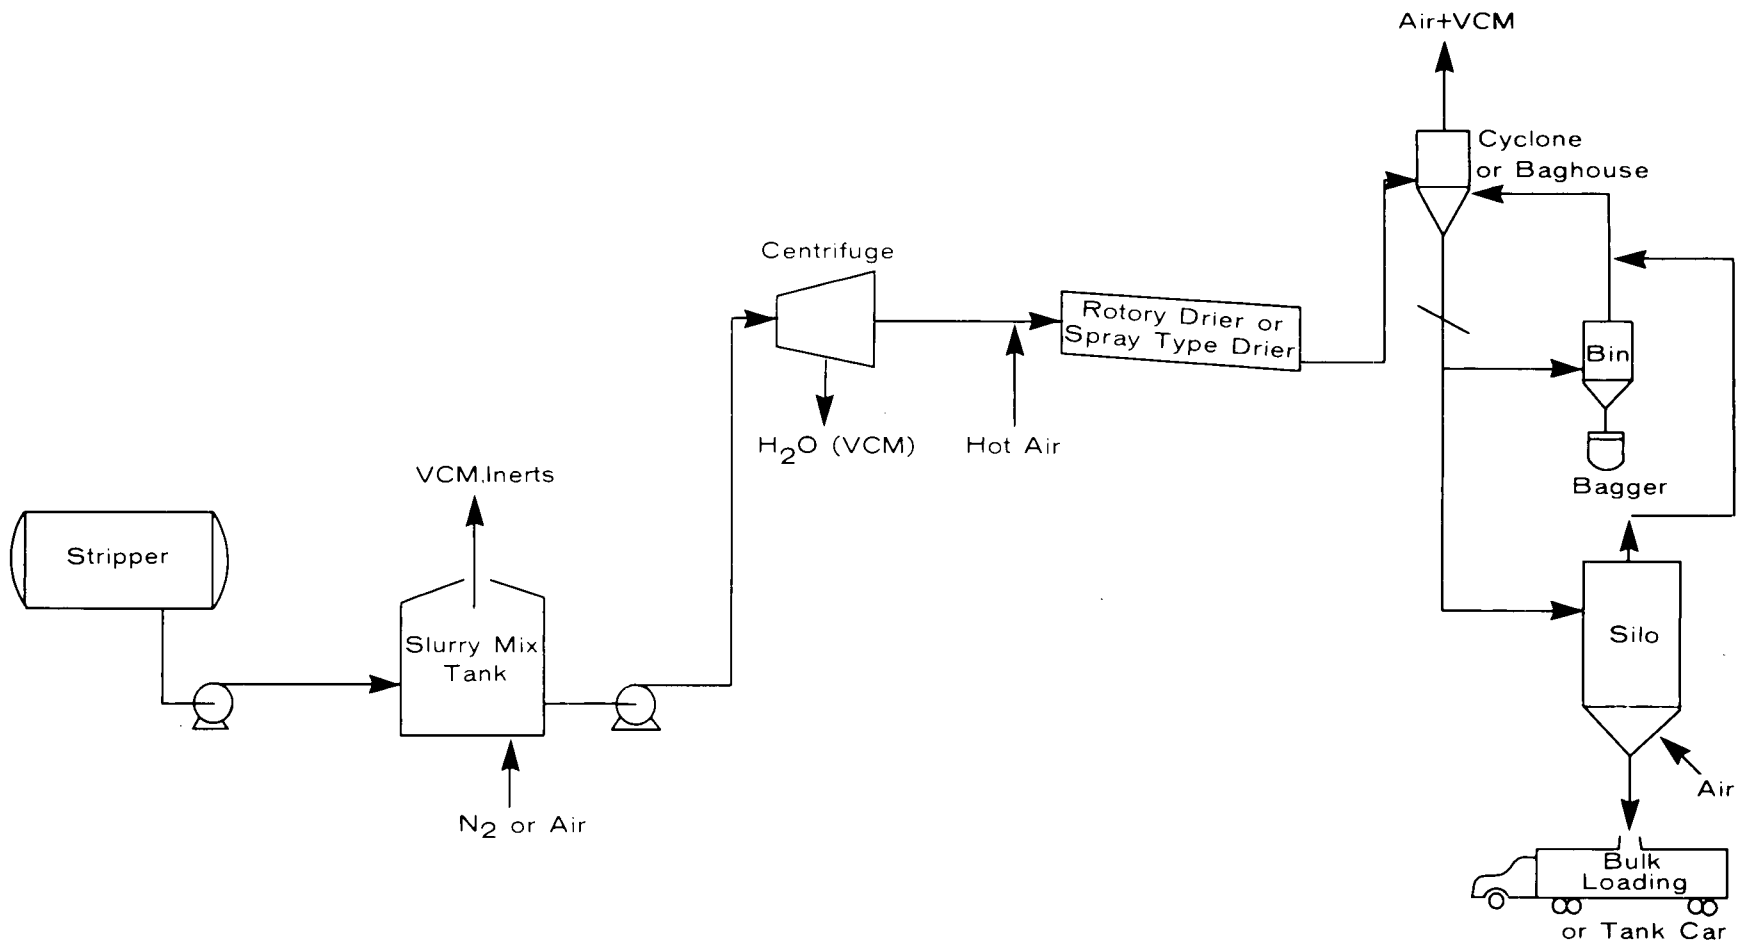 Air+VCM
Cyclone
or Baghouse
Centrifuge
Rotory Drier or
Spray Type Drier
Bin
H2O (VCM)
Hot Air
VCM,Inerts
Bagger
Stripper
Slurry Mix
Tank
Silo
Air
N2 or Air
Bulk
Loading
or Tank Car